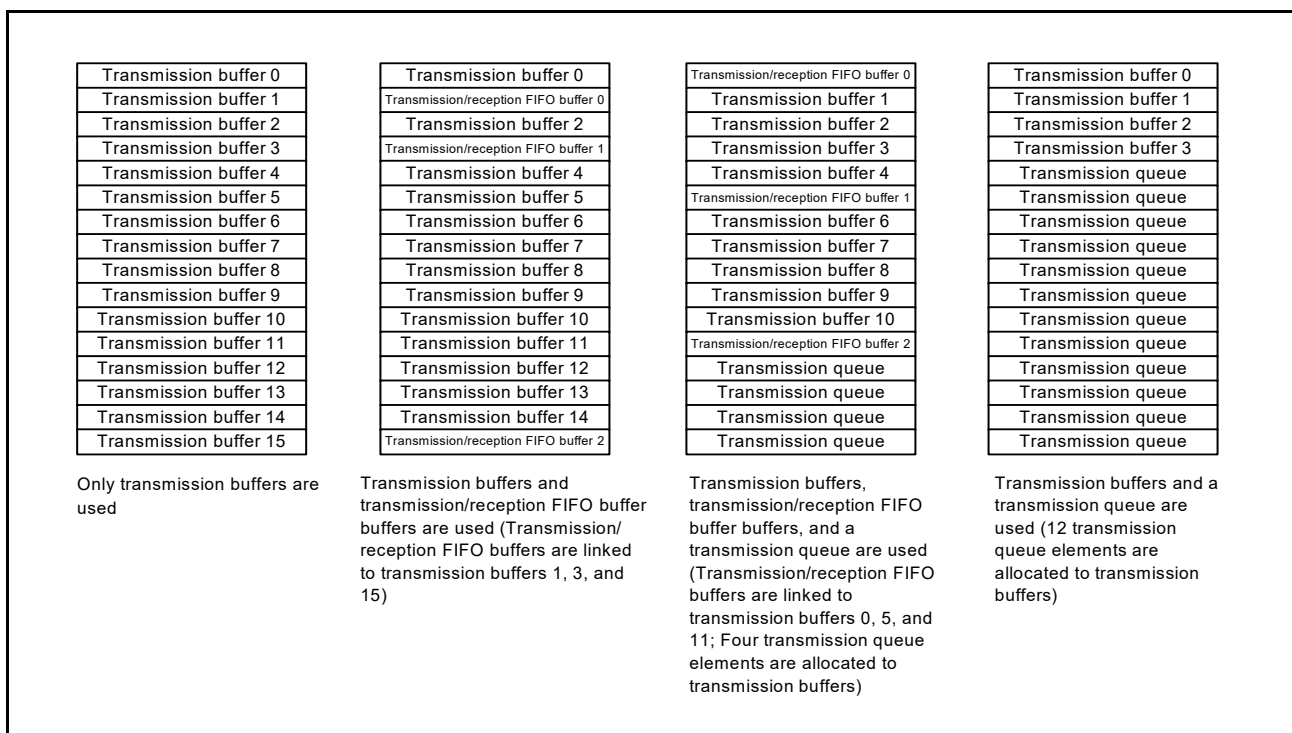 Transmission buffer 0
Transmission buffer 1
Transmission buffer 2
Transmission buffer 3
Transmission buffer 4
Transmission buffer 5
Transmission buffer 6
Transmission buffer 7
Transmission buffer 8
Transmission buffer 9
Transmission buffer 10
Transmission buffer 11
Transmission buffer 12
Transmission buffer 13
Transmission buffer 14
Transmission buffer 15
Only transmission buffers are
used
Transmission buffer 0
Transmission/reception FIFO buffer 0
Transmission buffer 2
Transmission/reception FIFO buffer 1
Transmission buffer 4
Transmission buffer 5
Transmission buffer 6
Transmission buffer 7
Transmission buffer 8
Transmission buffer 9
Transmission buffer 10
Transmission buffer 11
Transmission buffer 12
Transmission buffer 13
Transmission buffer 14
Transmission/reception FIFO buffer 2
Transmission buffers and
transmission/reception FIFO buffer
buffers are used (Transmission/
reception FIFO buffers are linked
to transmission buffers 1, 3, and
15)
Transmission/reception FIFO buffer 0
Transmission buffer 1
Transmission buffer 2
Transmission buffer 3
Transmission buffer 4
Transmission/reception FIFO buffer 1
Transmission buffer 6
Transmission buffer 7
Transmission buffer 8
Transmission buffer 9
Transmission buffer 10
Transmission/reception FIFO buffer 2
Transmission queue
Transmission queue
Transmission queue
Transmission queue
Transmission buffers,
transmission/reception FIFO
buffer buffers, and a
transmission queue are used
(Transmission/reception FIFO
buffers are linked to
transmission buffers 0, 5, and
11; Four transmission queue
elements are allocated to
transmission buffers)
Transmission buffer 0
Transmission buffer 1
Transmission buffer 2
Transmission buffer 3
Transmission queue
Transmission queue
Transmission queue
Transmission queue
Transmission queue
Transmission queue
Transmission queue
Transmission queue
Transmission queue
Transmission queue
Transmission queue
Transmission queue
Transmission buffers and a
transmission queue are
used (12 transmission
queue elements are
allocated to transmission
buffers)